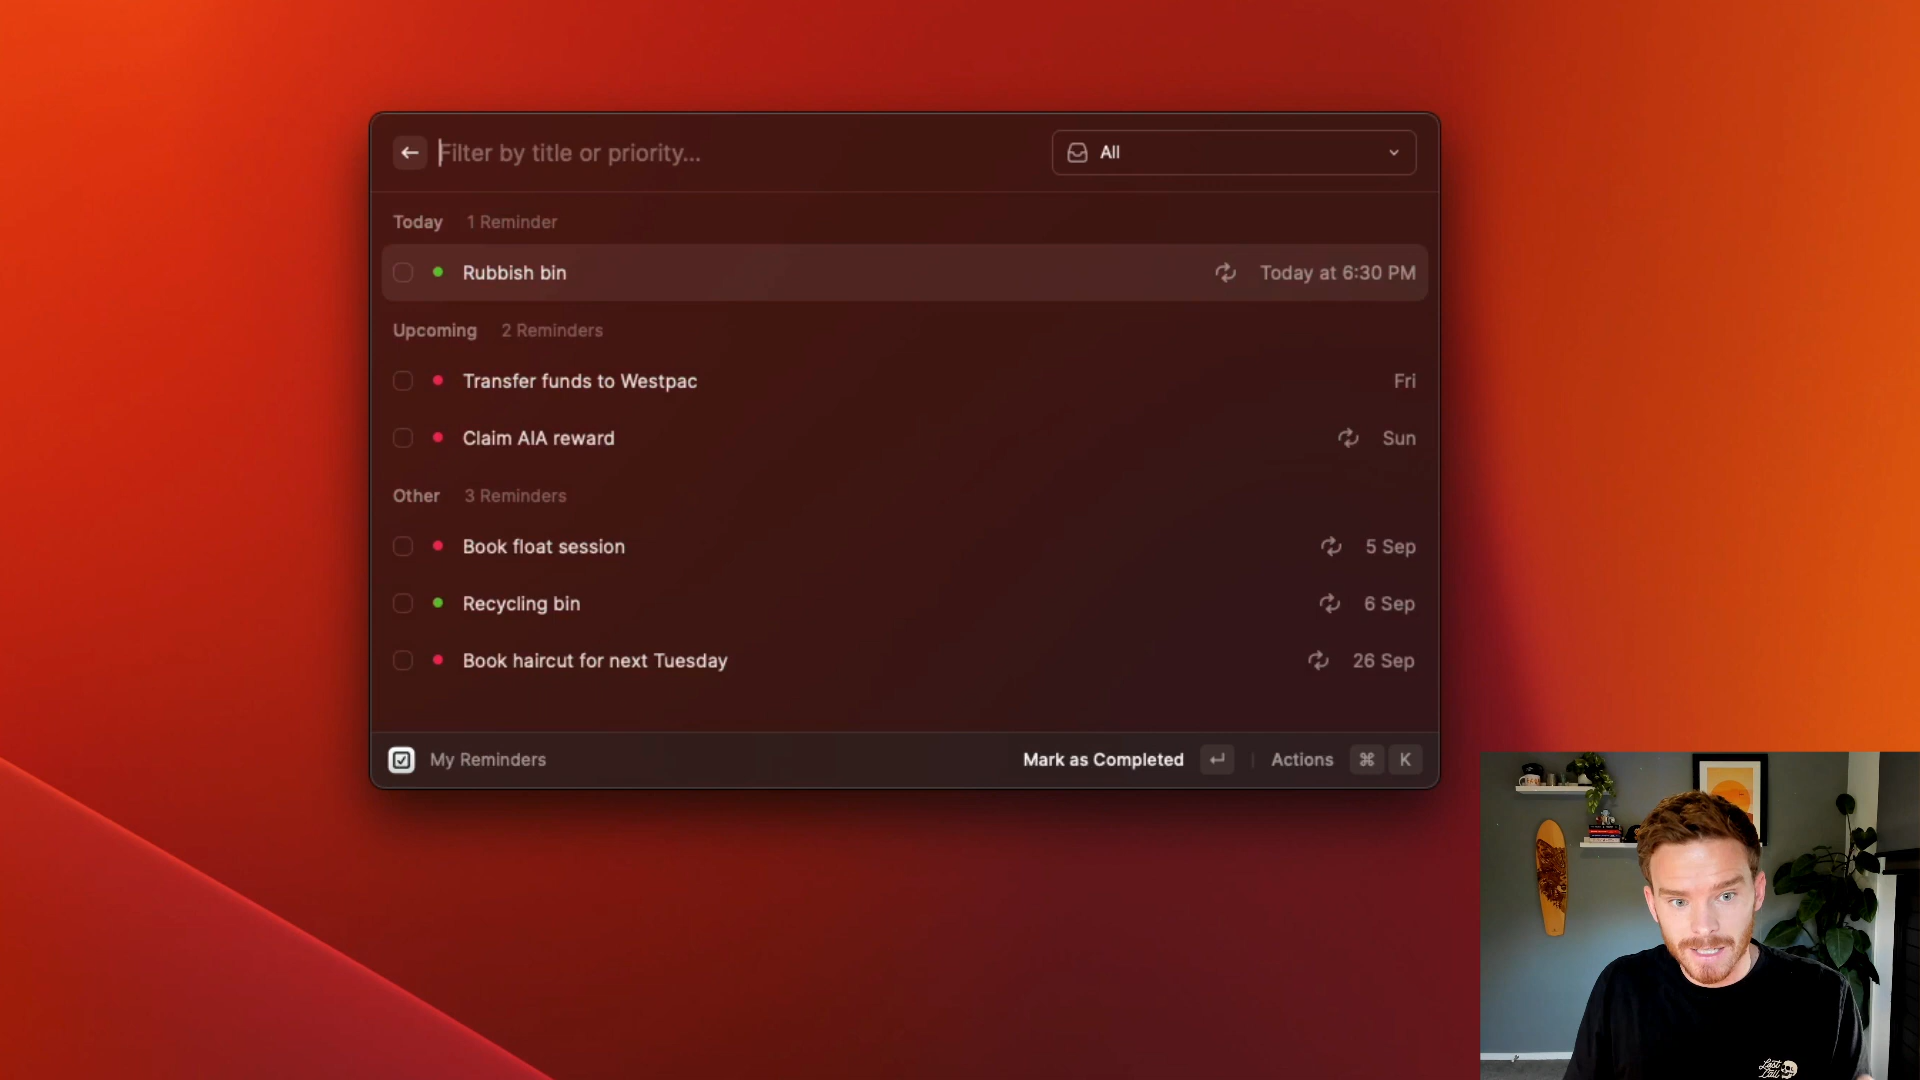 Filter by title or priority...
All
Today 1 Reminder
Rubbish bin Today at 6:30 PM
Upcoming 2 Reminders
Transfer funds to Westpac Fri
Claim AIA reward Sun
Other 3 Reminders
Book float session 5 Sep
Recycling bin 6 Sep
Book haircut for next Tuesday 26 Sep
My Reminders Mark as Completed Actions ⌘ K
Last
Call